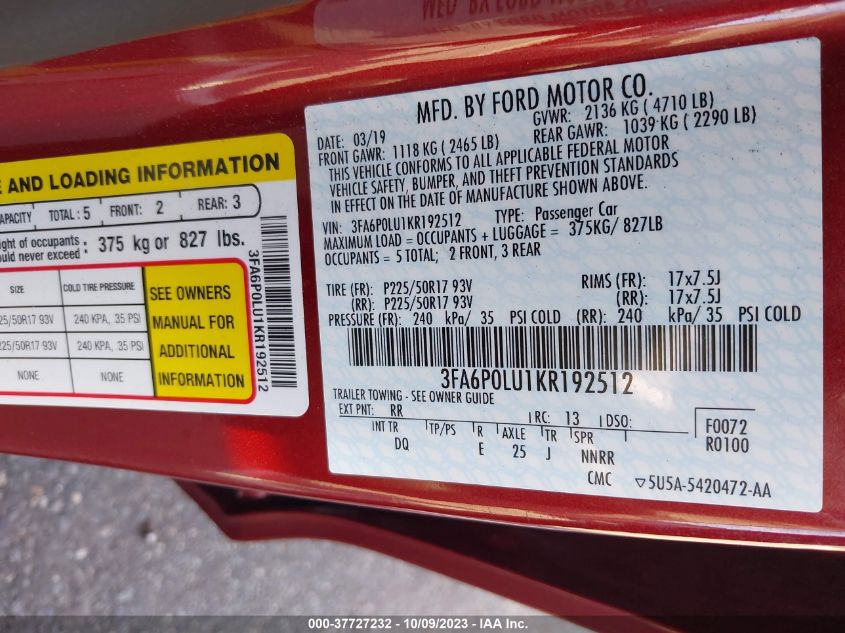 E AND LOADING INFORMATION
APACITY TOTAL: 5 FRONT: 2 REAR: 3
ght of occupants
ould never exceed : 375 kg or 827 lbs.
SIZE COLD TIRE PRESSURE
25/50R17 93V 240 KPA, 35 PSI
225/50R17 93V 240 KPA, 35 PSI
NONE NONE
SEE OWNERS
MANUAL FOR
ADDITIONAL
INFORMATION
3FA6P0LU1KR192512
MFD. BY FORD MOTOR CO.
DATE: 03/19 GVWR: 2136 KG ( 4710 LB)
FRONT GAWR: 1118 KG ( 2465 LB) REAR GAWR: 1039 KG ( 2290 LB)
THIS VEHICLE CONFORMS TO ALL APPLICABLE FEDERAL MOTOR
VEHICLE SAFETY, BUMPER, AND THEFT PREVENTION STANDARDS
IN EFFECT ON THE DATE OF MANUFACTURE SHOWN ABOVE.
VIN: 3FA6P0LU1KR192512 TYPE: Passenger Car
MAXIMUM LOAD = OCCUPANTS + LUGGAGE = 375KG/ 827LB
OCCUPANTS = 5 TOTAL; 2 FRONT, 3 REAR
TIRE (FR): P225/50R17 93V RIMS (FR): 17x7.5J
(RR): P225/50R17 93V (RR): 17x7.5J
PRESSURE (FR): 240 kPa/ 35 PSI COLD (RR): 240 kPa/ 35 PSI COLD
3FA6P0LU1KR192512
TRAILER TOWING - SEE OWNER GUIDE
EXT PNT: RR RC: 13 DSO:
INT TR TP/PS R AXLE TR SPR
DQ E 25 J NNRR
CMC
F0072
R0100
▽5U5A-5420472-AA
000-37727232 - 10/09/2023 - IAA Inc.